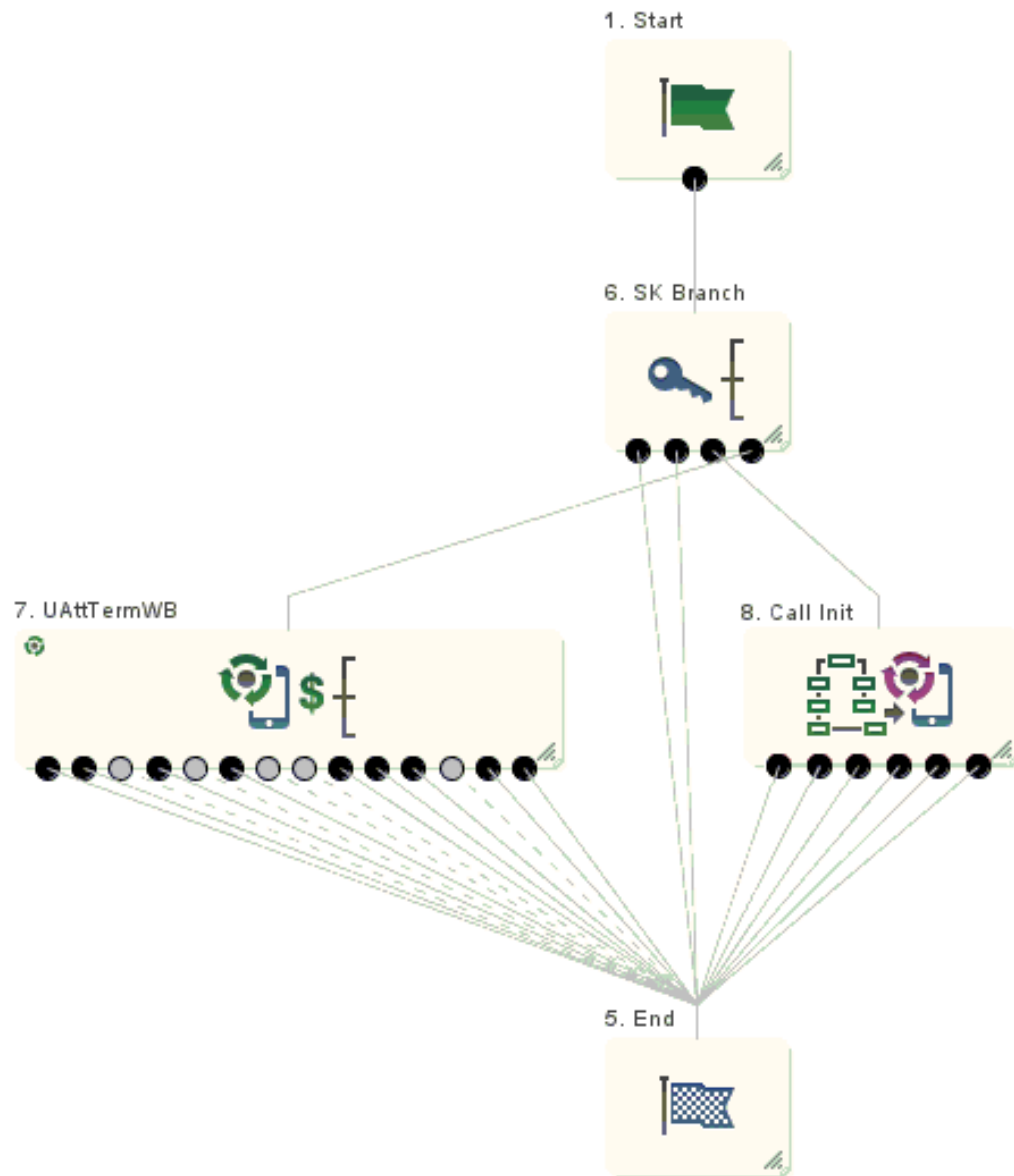 1. Start
6. SK Branch
7. UAttTermWB
8. Call Init
$
5. End